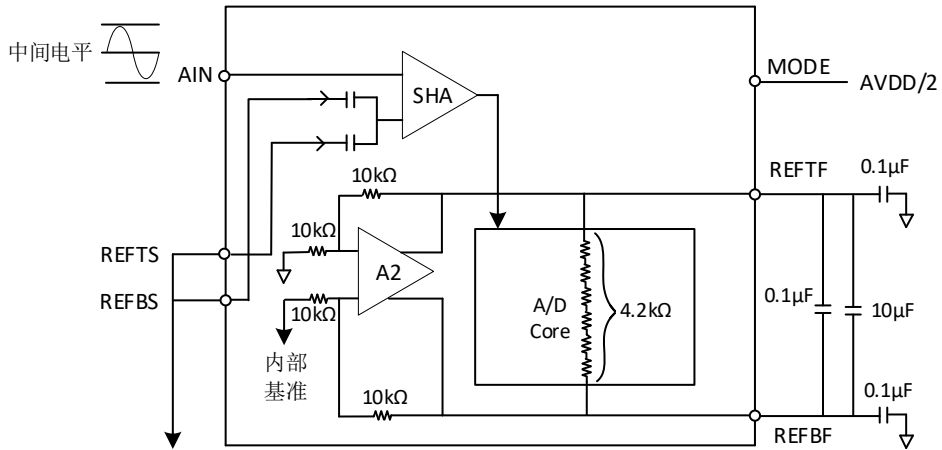 中间电平
AIN
SHA
MODE
AVDD/2
10kΩ
REFTF
0.1µF
10kΩ
REFTS
A2
REFBS
10kΩ
A/D
Core
4.2kΩ
0.1µF
10µF
内部
基准
10kΩ
0.1µF
REFBF